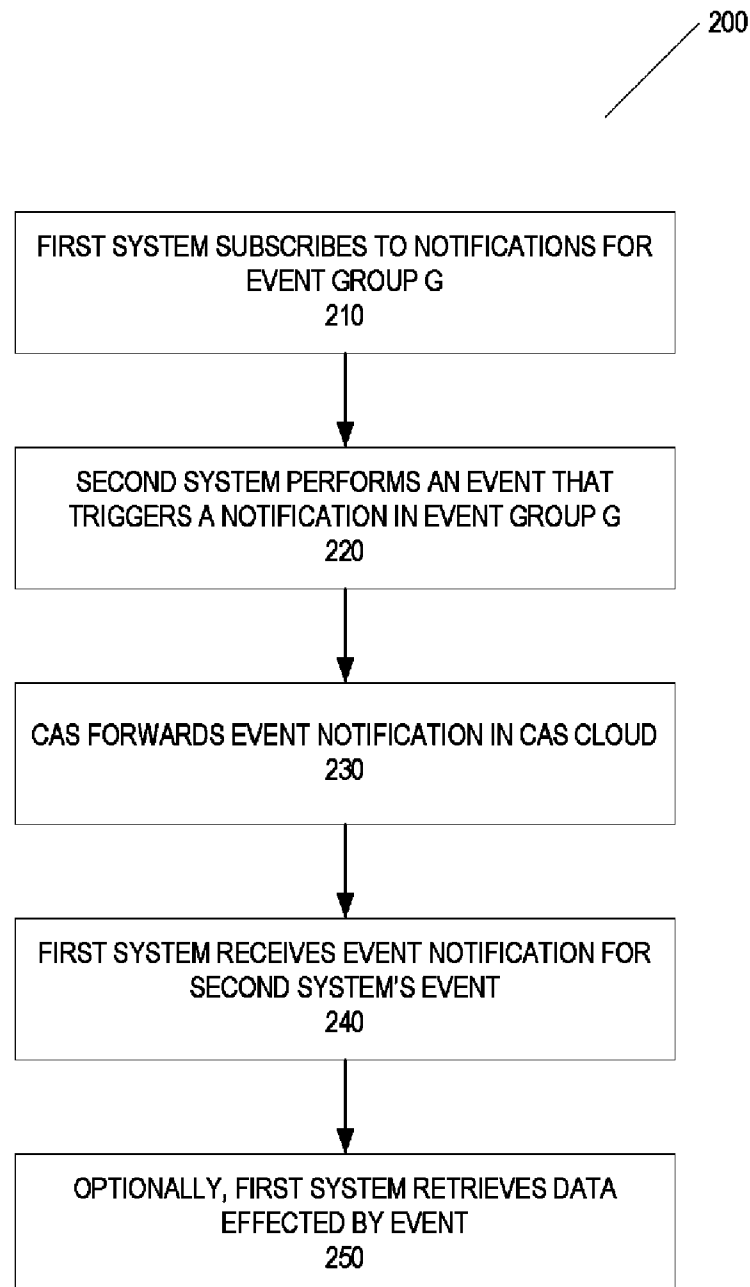 200
FIRST SYSTEM SUBSCRIBES TO NOTIFICATIONS FOR
EVENT GROUP G
210
SECOND SYSTEM PERFORMS AN EVENT THAT
TRIGGERS A NOTIFICATION IN EVENT GROUP G
220
CAS FORWARDS EVENT NOTIFICATION IN CAS CLOUD
230
FIRST SYSTEM RECEIVES EVENT NOTIFICATION FOR
SECOND SYSTEM'S EVENT
240
OPTIONALLY, FIRST SYSTEM RETRIEVES DATA
EFFECTED BY EVENT
250